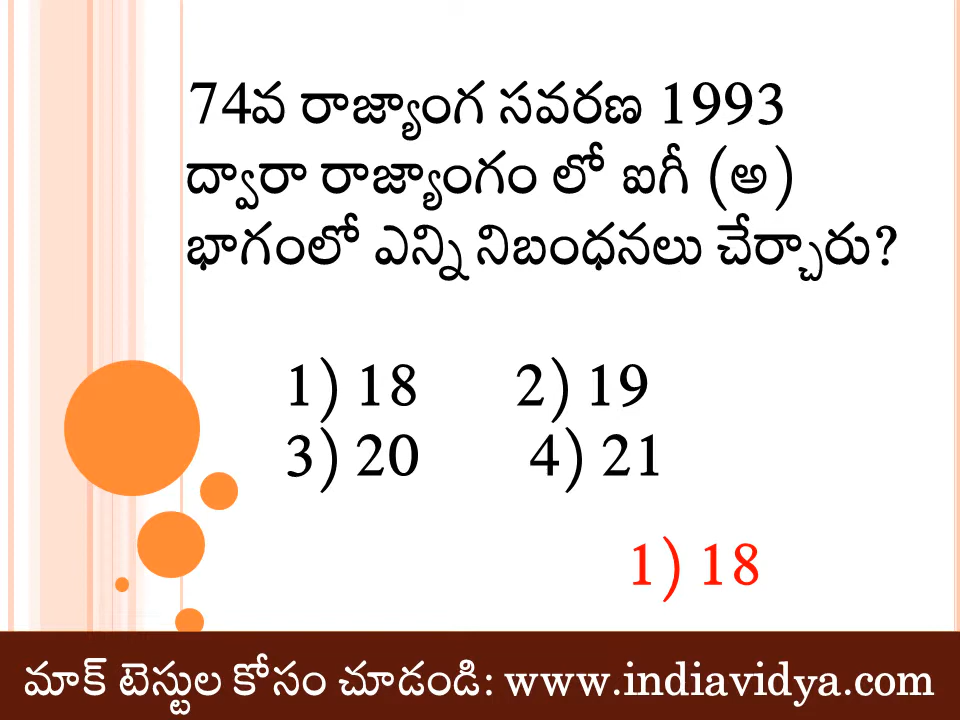 74వ రాజ్యాంగ సవరణ 1993
ద్వారా రాజ్యాంగం లో ఐగీ (అ)
భాగంలో ఎన్ని నిబంధనలు చేర్చారు?
1) 18 2) 19
3) 20 4) 21
1) 18
మాక్ టెస్టుల కోసం చూడండి: www.indiavidya.com